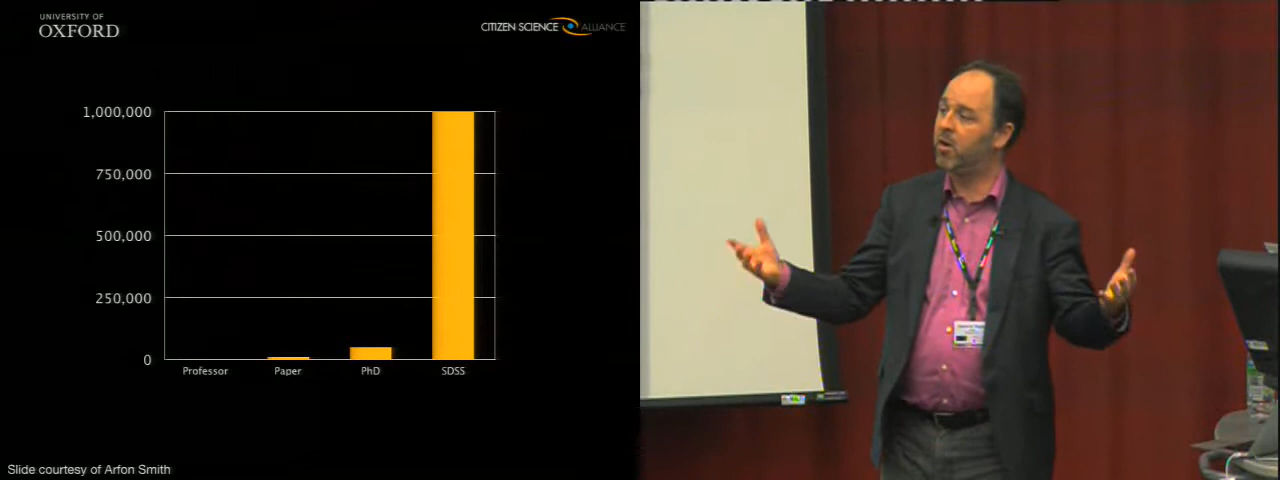 UNIVERSITY OF
OXFORD
CITIZEN SCIENCE ALLIANCE
1,000,000
750,000
500,000
250,000
0
Professor Paper PhD SDSS
Slide courtesy of Arfon Smith